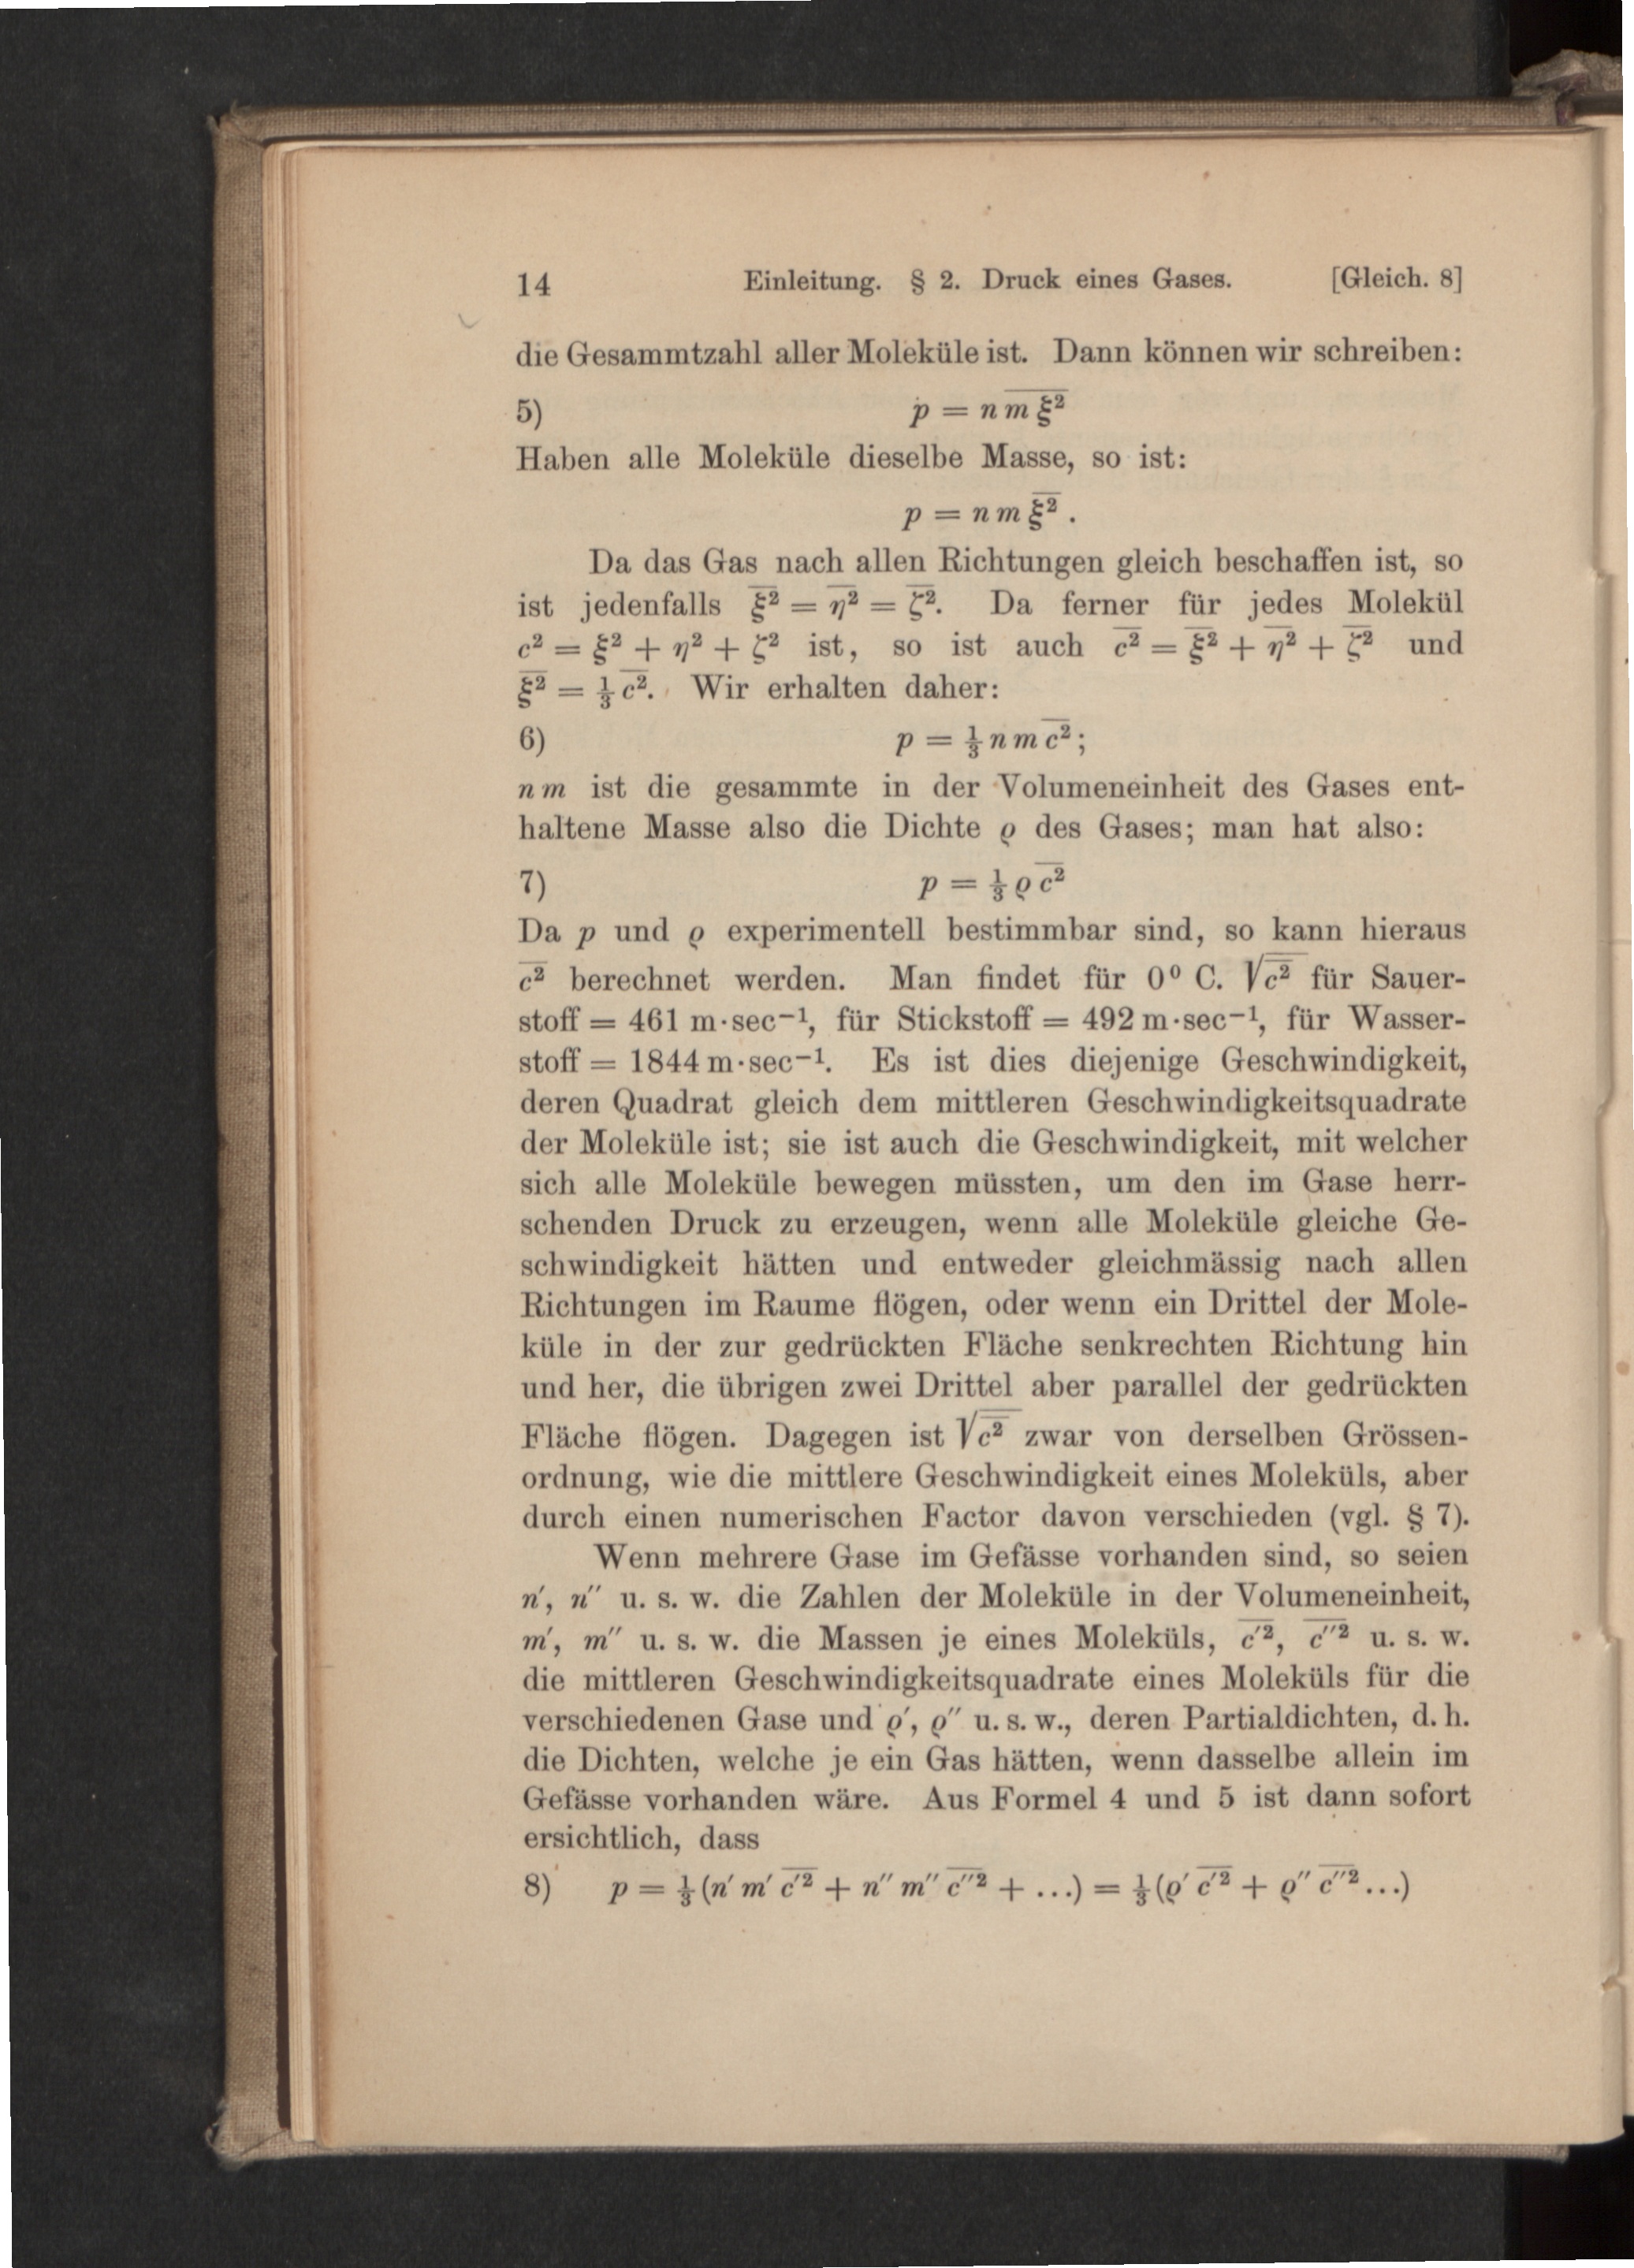 14 Einleitung. § 2. Druck eines Gases. [Gleich. 8]
die Gesammtzahl aller Moleküle ist. Dann können wir schreiben:
5) $p = n\,\overline{m\,\xi^2}$
Haben alle Moleküle dieselbe Masse, so ist:
$p = n\,m\,\overline{\xi^2}$.
Da das Gas nach allen Richtungen gleich beschaffen ist, so
ist jedenfalls $\overline{\xi^2} = \overline{\eta^2} = \overline{\zeta^2}$. Da ferner für jedes Molekül
$c^2 = \xi^2 + \eta^2 + \zeta^2$ ist, so ist auch $\overline{c^2} = \overline{\xi^2} + \overline{\eta^2} + \overline{\zeta^2}$ und
$\overline{\xi^2} = \frac{1}{3}\overline{c^2}$. Wir erhalten daher:
6) $p = \frac{1}{3}\,n\,m\,\overline{c^2}$;
$n\,m$ ist die gesammte in der Volumeneinheit des Gases ent-
haltene Masse also die Dichte $\varrho$ des Gases; man hat also:
7) $p = \frac{1}{3}\,\varrho\,\overline{c^2}$
Da $p$ und $\varrho$ experimentell bestimmbar sind, so kann hieraus
$\overline{c^2}$ berechnet werden. Man findet für 0⁰ C. $\sqrt{\overline{c^2}}$ für Sauer-
stoff = 461 m·sec⁻¹, für Stickstoff = 492 m·sec⁻¹, für Wasser-
stoff = 1844 m·sec⁻¹. Es ist dies diejenige Geschwindigkeit,
deren Quadrat gleich dem mittleren Geschwindigkeitsquadrate
der Moleküle ist; sie ist auch die Geschwindigkeit, mit welcher
sich alle Moleküle bewegen müssten, um den im Gase herr-
schenden Druck zu erzeugen, wenn alle Moleküle gleiche Ge-
schwindigkeit hätten und entweder gleichmässig nach allen
Richtungen im Raume flögen, oder wenn ein Drittel der Mole-
küle in der zur gedrückten Fläche senkrechten Richtung hin
und her, die übrigen zwei Drittel aber parallel der gedrückten
Fläche flögen. Dagegen ist $\sqrt{\overline{c^2}}$ zwar von derselben Grössen-
ordnung, wie die mittlere Geschwindigkeit eines Moleküls, aber
durch einen numerischen Factor davon verschieden (vgl. § 7).
Wenn mehrere Gase im Gefässe vorhanden sind, so seien
$n'$, $n''$ u. s. w. die Zahlen der Moleküle in der Volumeneinheit,
$m'$, $m''$ u. s. w. die Massen je eines Moleküls, $\overline{c'^2}$, $\overline{c''^2}$ u. s. w.
die mittleren Geschwindigkeitsquadrate eines Moleküls für die
verschiedenen Gase und $\varrho'$, $\varrho''$ u. s. w., deren Partialdichten, d. h.
die Dichten, welche je ein Gas hätten, wenn dasselbe allein im
Gefässe vorhanden wäre. Aus Formel 4 und 5 ist dann sofort
ersichtlich, dass
8) $p = \frac{1}{3}(n'\,m'\,\overline{c'^2} + n''\,m''\,\overline{c''^2} + \ldots) = \frac{1}{3}(\varrho'\,\overline{c'^2} + \varrho''\,\overline{c''^2} \ldots)$